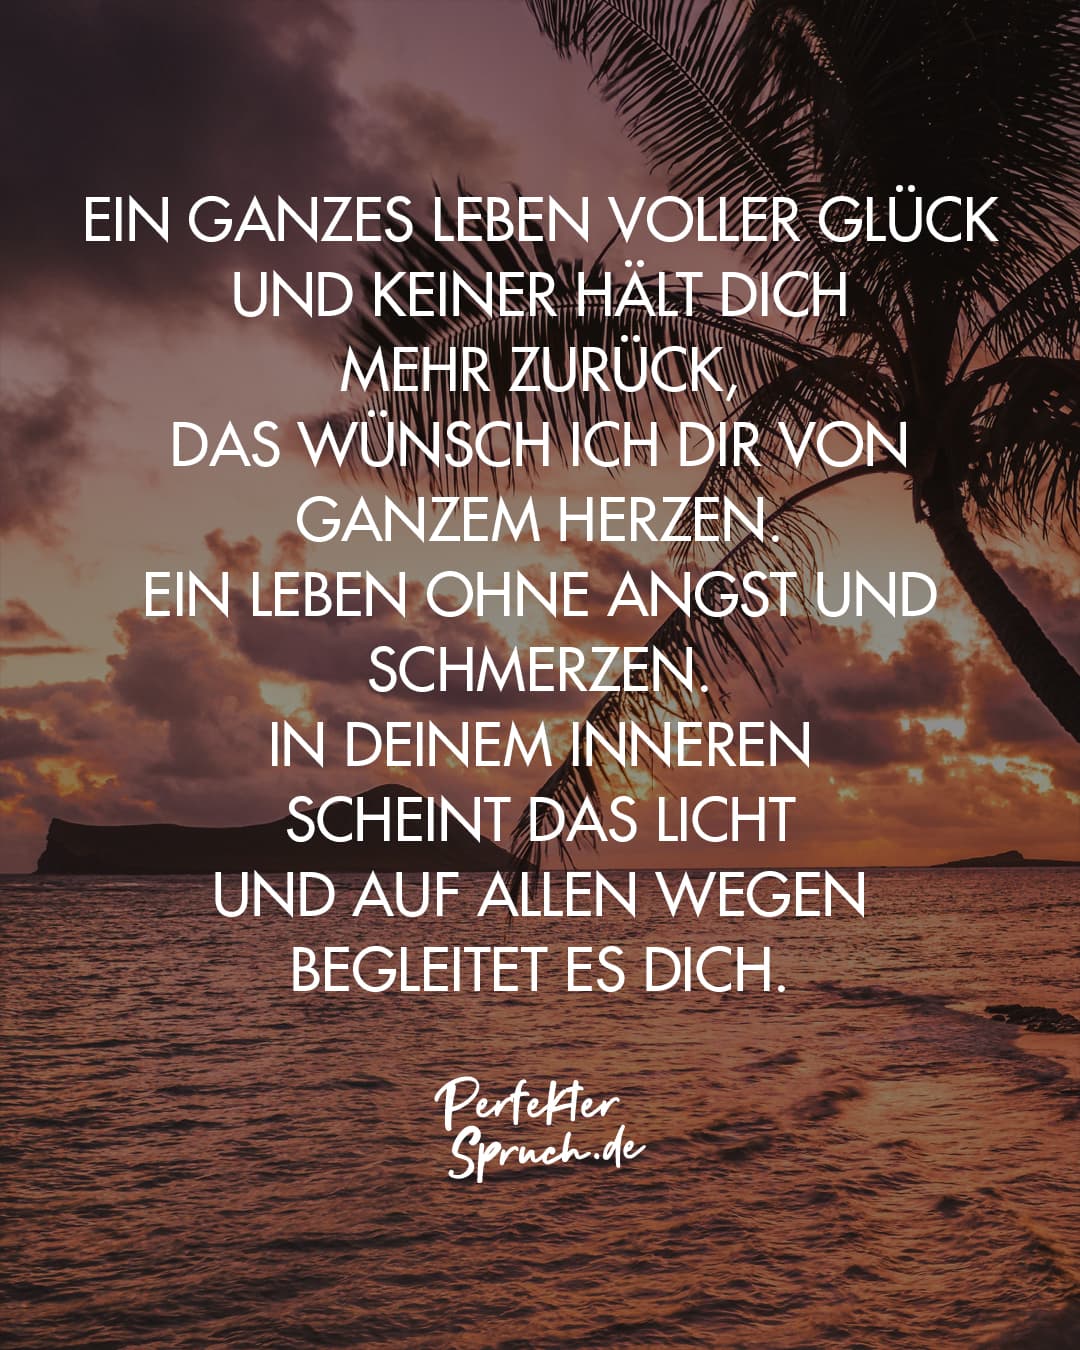 EIN GANZES LEBEN VOLLER GLÜCK
UND KEINER HÄLT DICH
MEHR ZURÜCK,
DAS WÜNSCH ICH DIR VON
GANZEM HERZEN.
EIN LEBEN OHNE ANGST UND
SCHMERZEN.
IN DEINEM INNEREN
SCHEINT DAS LICHT
UND AUF ALLEN WEGEN
BEGLEITET ES DICH.
Perfekter
Spruch.de